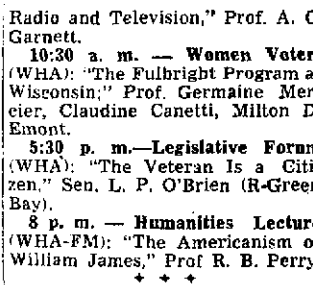 Radio and Television," Prof. A. C
Garnett.
10:30 a. m. — Women Voter
(WHA): "The Fulbright Program a
Wisconsin;" Prof. Germaine Mer-
cier, Claudine Canetti, Milton D
Emont.
5:30 p. m.—Legislative Forum
(WHA): "The Veteran Is a Citi-
zen," Sen. L. P. O'Brien (R-Green
Bay).
8 p. m. — Humanities Lecture
(WHA-FM): "The Americanism o
William James," Prof R. B. Perry